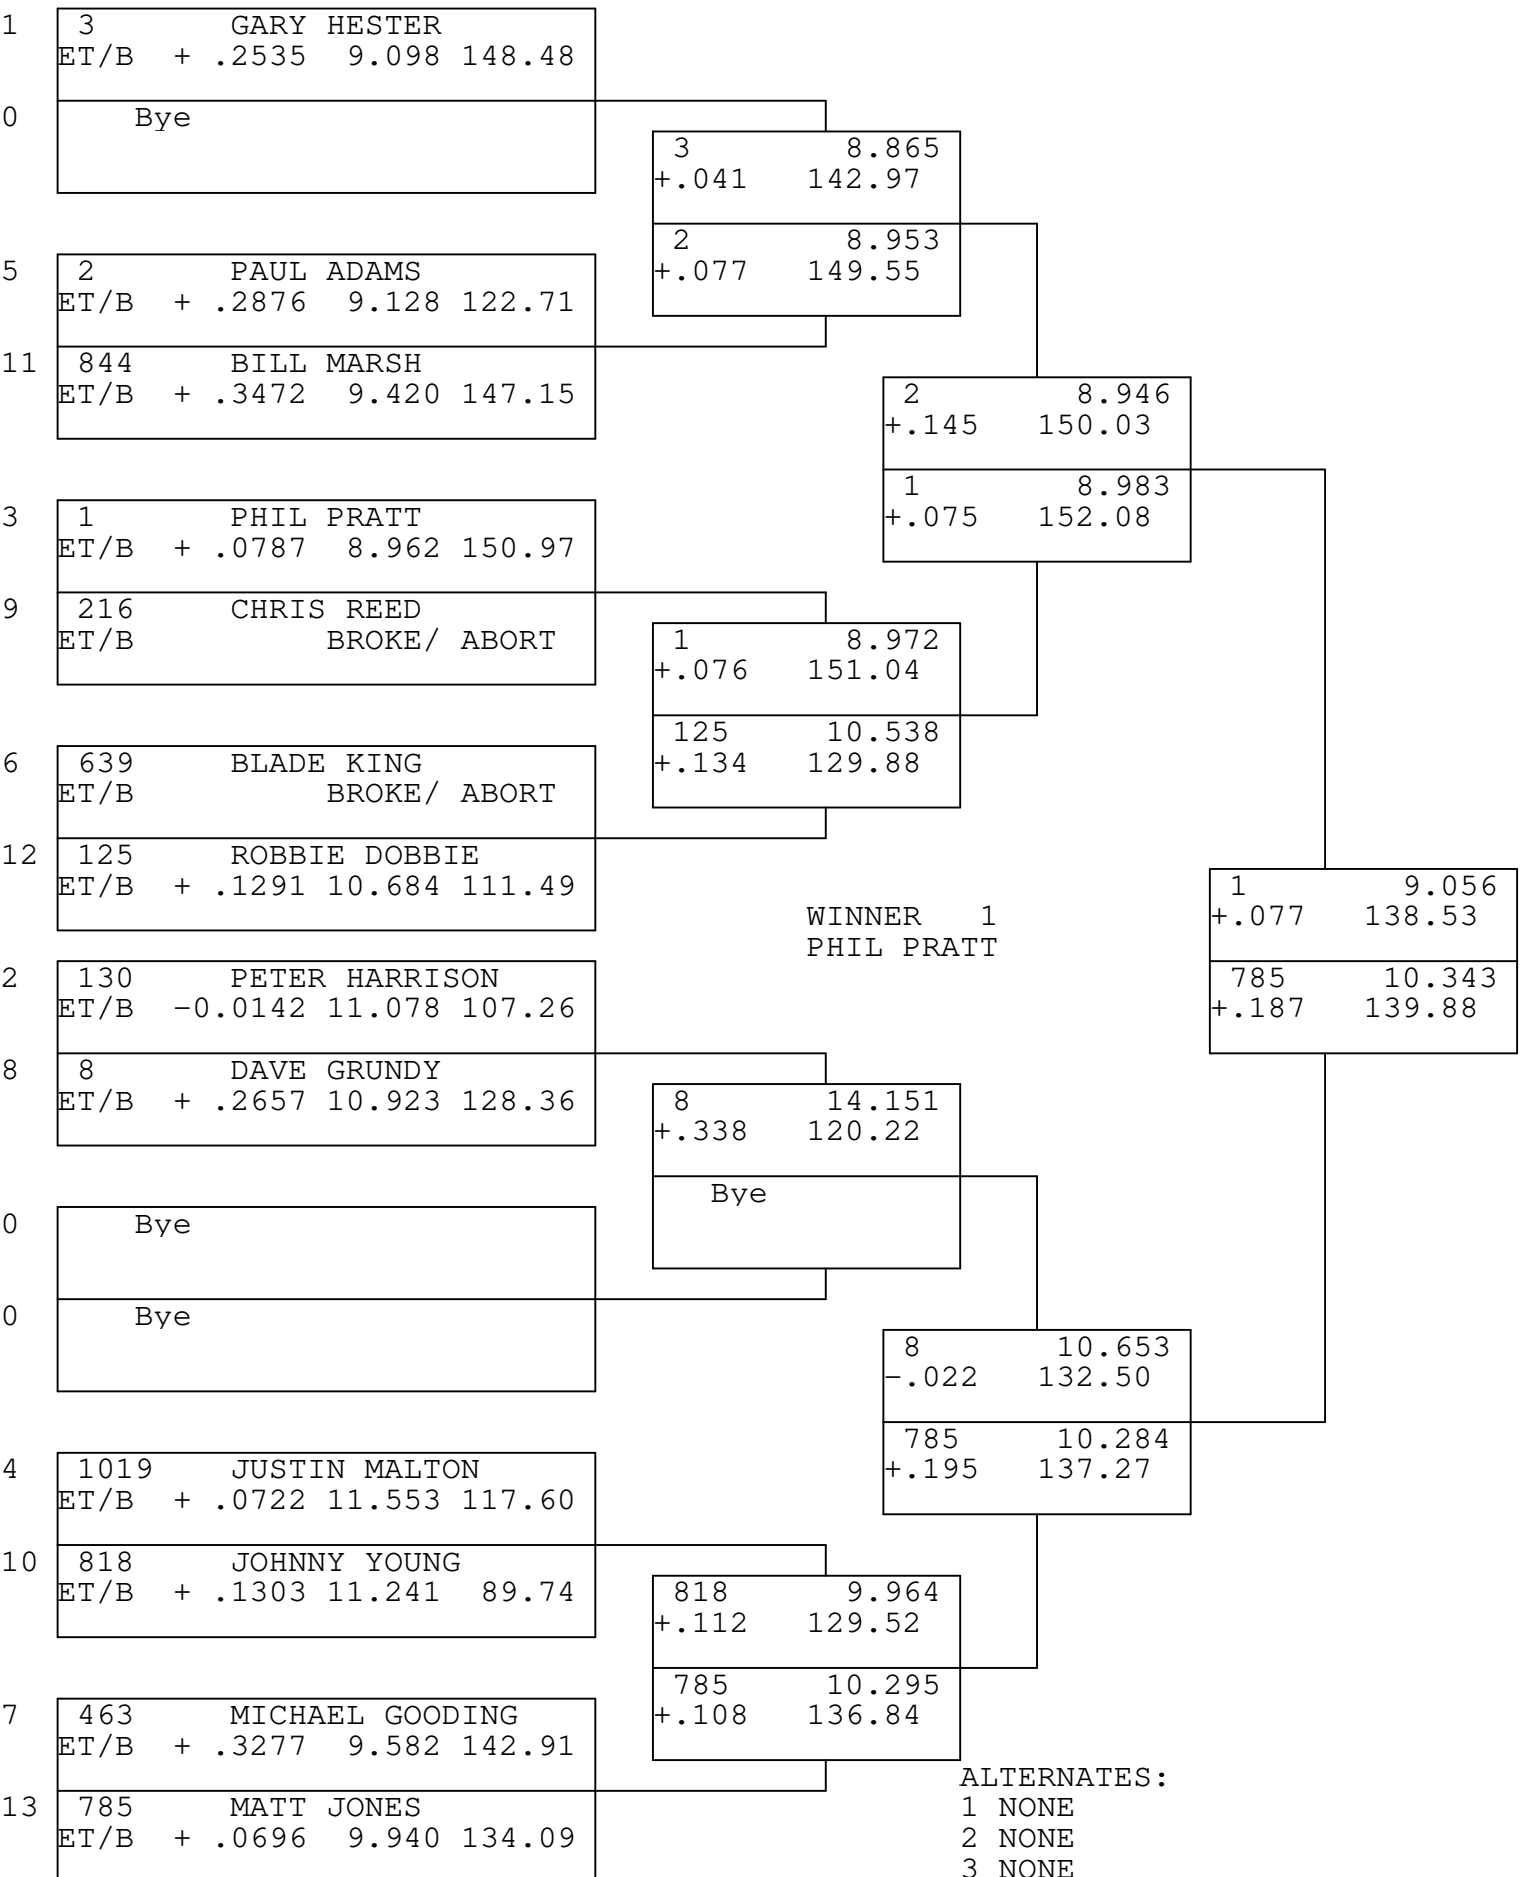 1 3 GARY HESTER
ET/B + .2535 9.098 148.48
0 Bye
3 8.865
+.041 142.97
2 8.953
+.077 149.55
5 2 PAUL ADAMS
ET/B + .2876 9.128 122.71
11 844 BILL MARSH
ET/B + .3472 9.420 147.15
2 8.946
+.145 150.03
1 8.983
+.075 152.08
3 1 PHIL PRATT
ET/B + .0787 8.962 150.97
9 216 CHRIS REED
ET/B BROKE/ ABORT
1 8.972
+.076 151.04
125 10.538
+.134 129.88
6 639 BLADE KING
ET/B BROKE/ ABORT
12 125 ROBBIE DOBBIE
ET/B + .1291 10.684 111.49
WINNER 1
PHIL PRATT
1 9.056
+.077 138.53
785 10.343
+.187 139.88
2 130 PETER HARRISON
ET/B -0.0142 11.078 107.26
8 8 DAVE GRUNDY
ET/B + .2657 10.923 128.36
8 14.151
+.338 120.22
Bye
0 Bye
0 Bye
8 10.653
-.022 132.50
785 10.284
+.195 137.27
4 1019 JUSTIN MALTON
ET/B + .0722 11.553 117.60
10 818 JOHNNY YOUNG
ET/B + .1303 11.241 89.74
818 9.964
+.112 129.52
785 10.295
+.108 136.84
7 463 MICHAEL GOODING
ET/B + .3277 9.582 142.91
13 785 MATT JONES
ET/B + .0696 9.940 134.09
ALTERNATES:
1 NONE
2 NONE
3 NONE